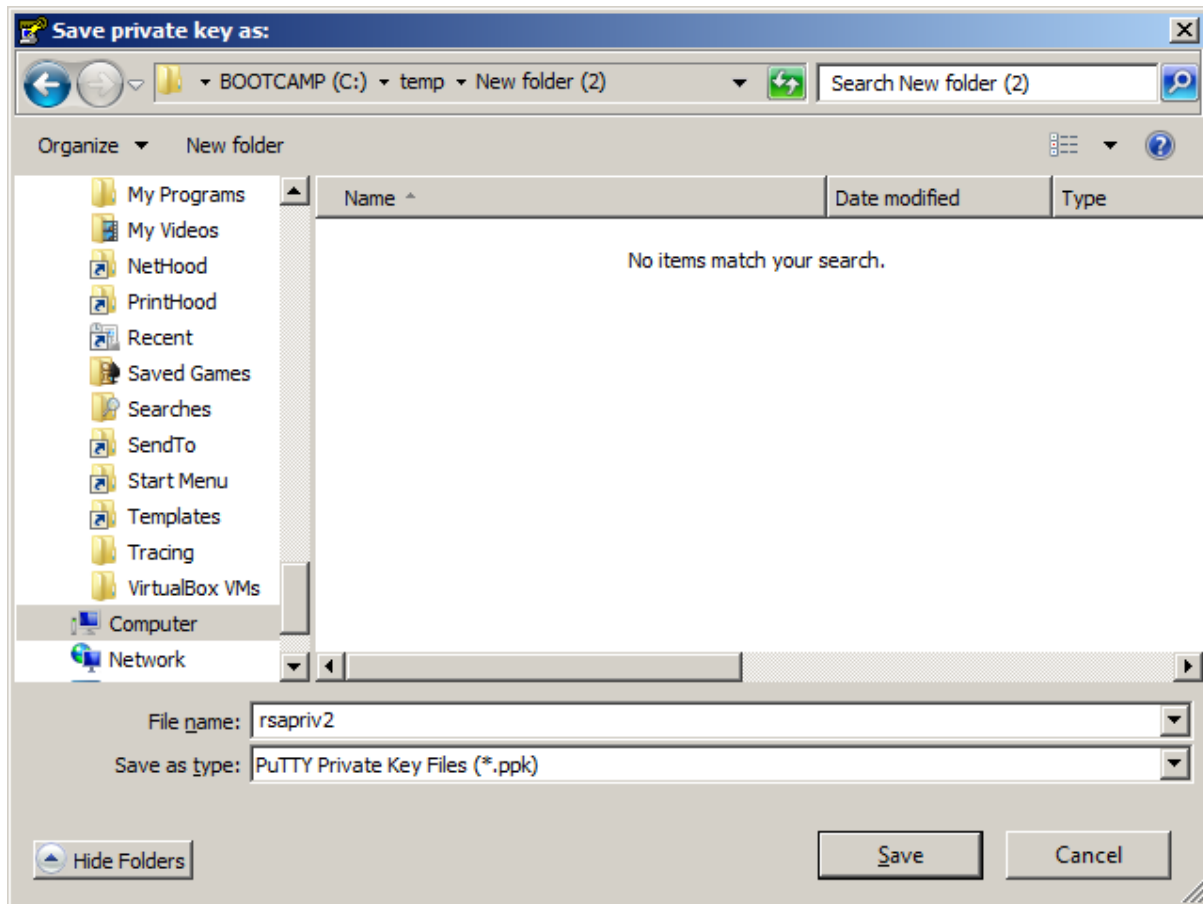 Save private key as:
BOOTCAMP (C:) temp New folder (2)
Search New folder (2)
Organize New folder
Name Date modified Type
No items match your search.
My Programs
My Videos
NetHood
PrintHood
Recent
Saved Games
Searches
SendTo
Start Menu
Templates
Tracing
VirtualBox VMs
Computer
Network
File name: rsapriv2
Save as type: PuTTY Private Key Files (*.ppk)
Hide Folders Save Cancel